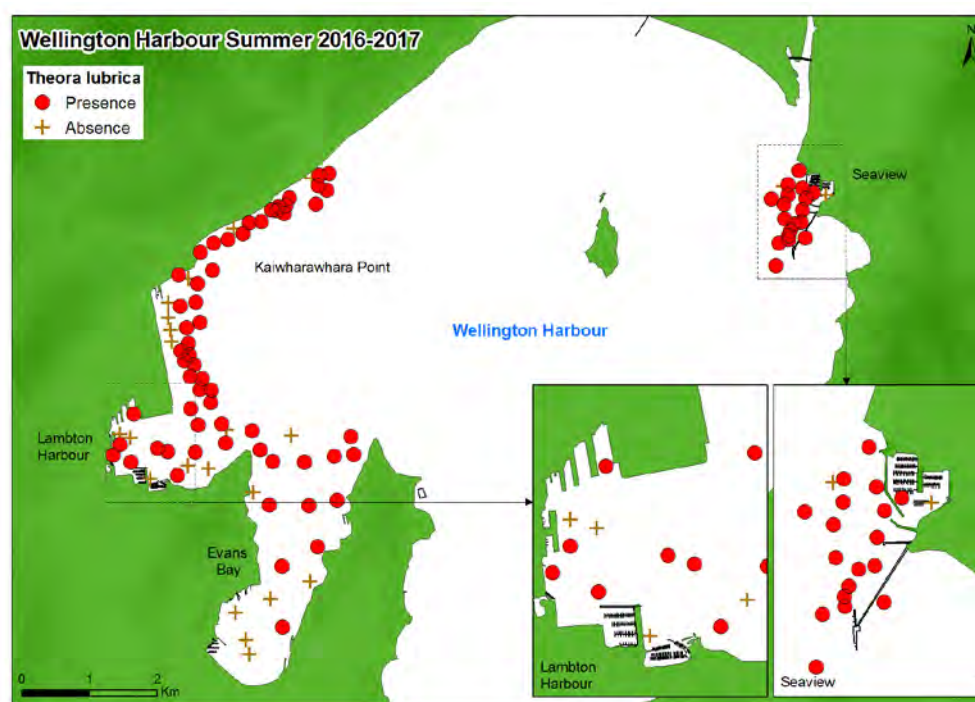 Wellington Harbour Summer 2016-2017
N
Theora lubrica
Presence
Absence
Seaview
Kaiwharawhara Point
Wellington Harbour
Lambton
Harbour
Evans
Bay
Lambton
Harbour
Seaview
0 1 2
Km